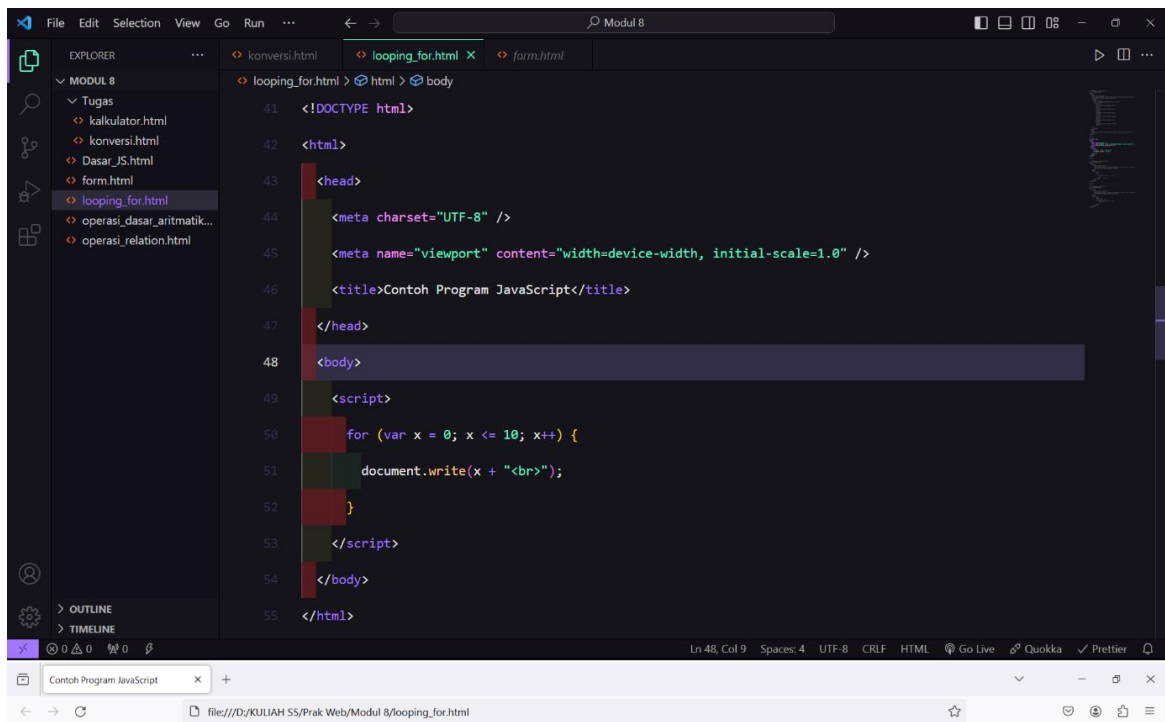 File Edit Selection View Go Run ··· Modul 8
EXPLORER ···
MODUL 8
Tugas
kalkulator.html
konversi.html
Dasar_JS.html
form.html
looping_for.html
operasi_dasar_aritmatik...
operasi_relation.html
OUTLINE
TIMELINE
konversi.html looping_for.html form.html
looping_for.html > html > body
41 <!DOCTYPE html>
42 <html>
43 <head>
44 <meta charset="UTF-8" />
45 <meta name="viewport" content="width=device-width, initial-scale=1.0" />
46 <title>Contoh Program JavaScript</title>
47 </head>
48 <body>
49 <script>
50 for (var x = 0; x <= 10; x++) {
51 document.write(x + "<br>");
52 }
53 </script>
54 </body>
55 </html>
0 0 0 Ln 48, Col 9 Spaces: 4 UTF-8 CRLF HTML Go Live Quokka Prettier
Contoh Program JavaScript
file:///D:/KULIAH S5/Prak Web/Modul 8/looping_for.html